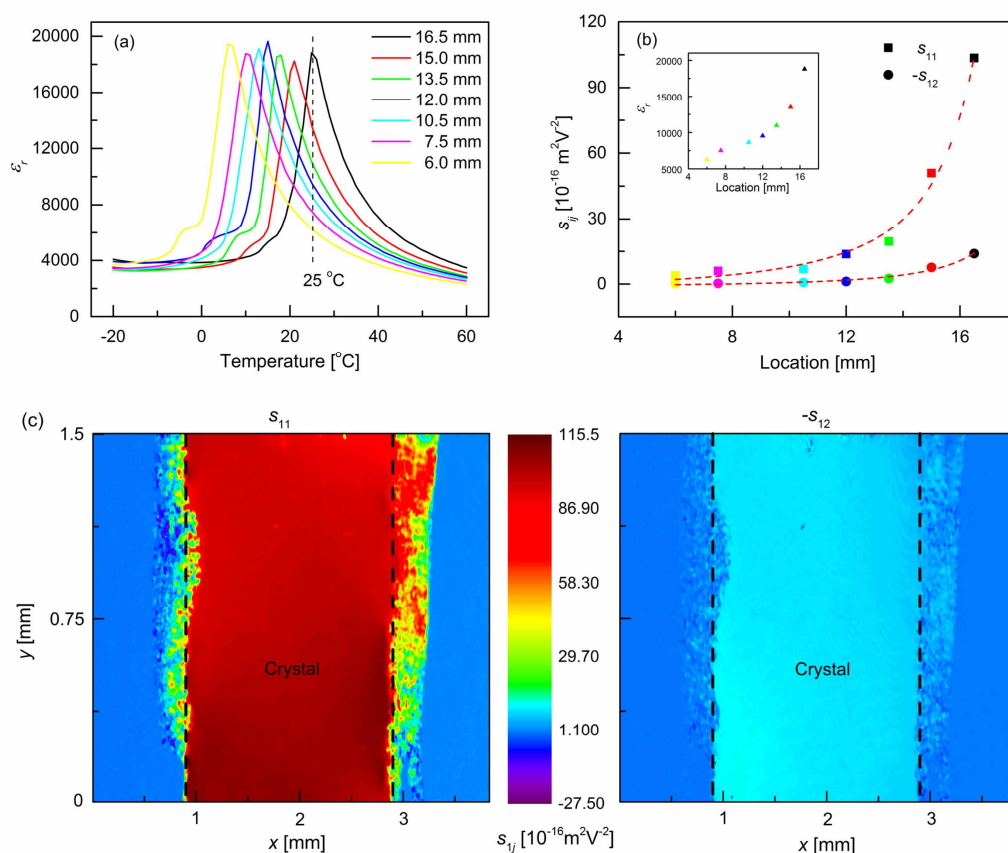 (a)
20000
16000
12000
8000
4000
0
εr
16.5 mm
15.0 mm
13.5 mm
12.0 mm
10.5 mm
7.5 mm
6.0 mm
25 °C
-20 0 20 40 60
Temperature [°C]
(b)
120
90
60
30
0
sij [10-16 m2V-2]
s11
-s12
20000
15000
10000
5000
εr
4 8 12 16
Location [mm]
4 8 12 16
Location [mm]
(c)
s11
1.5
0.75
0
y [mm]
Crystal
1 2 3
x [mm]
115.5
86.90
58.30
29.70
1.100
-27.50
s1j [10-16m2V-2]
-s12
Crystal
1 2 3
x [mm]